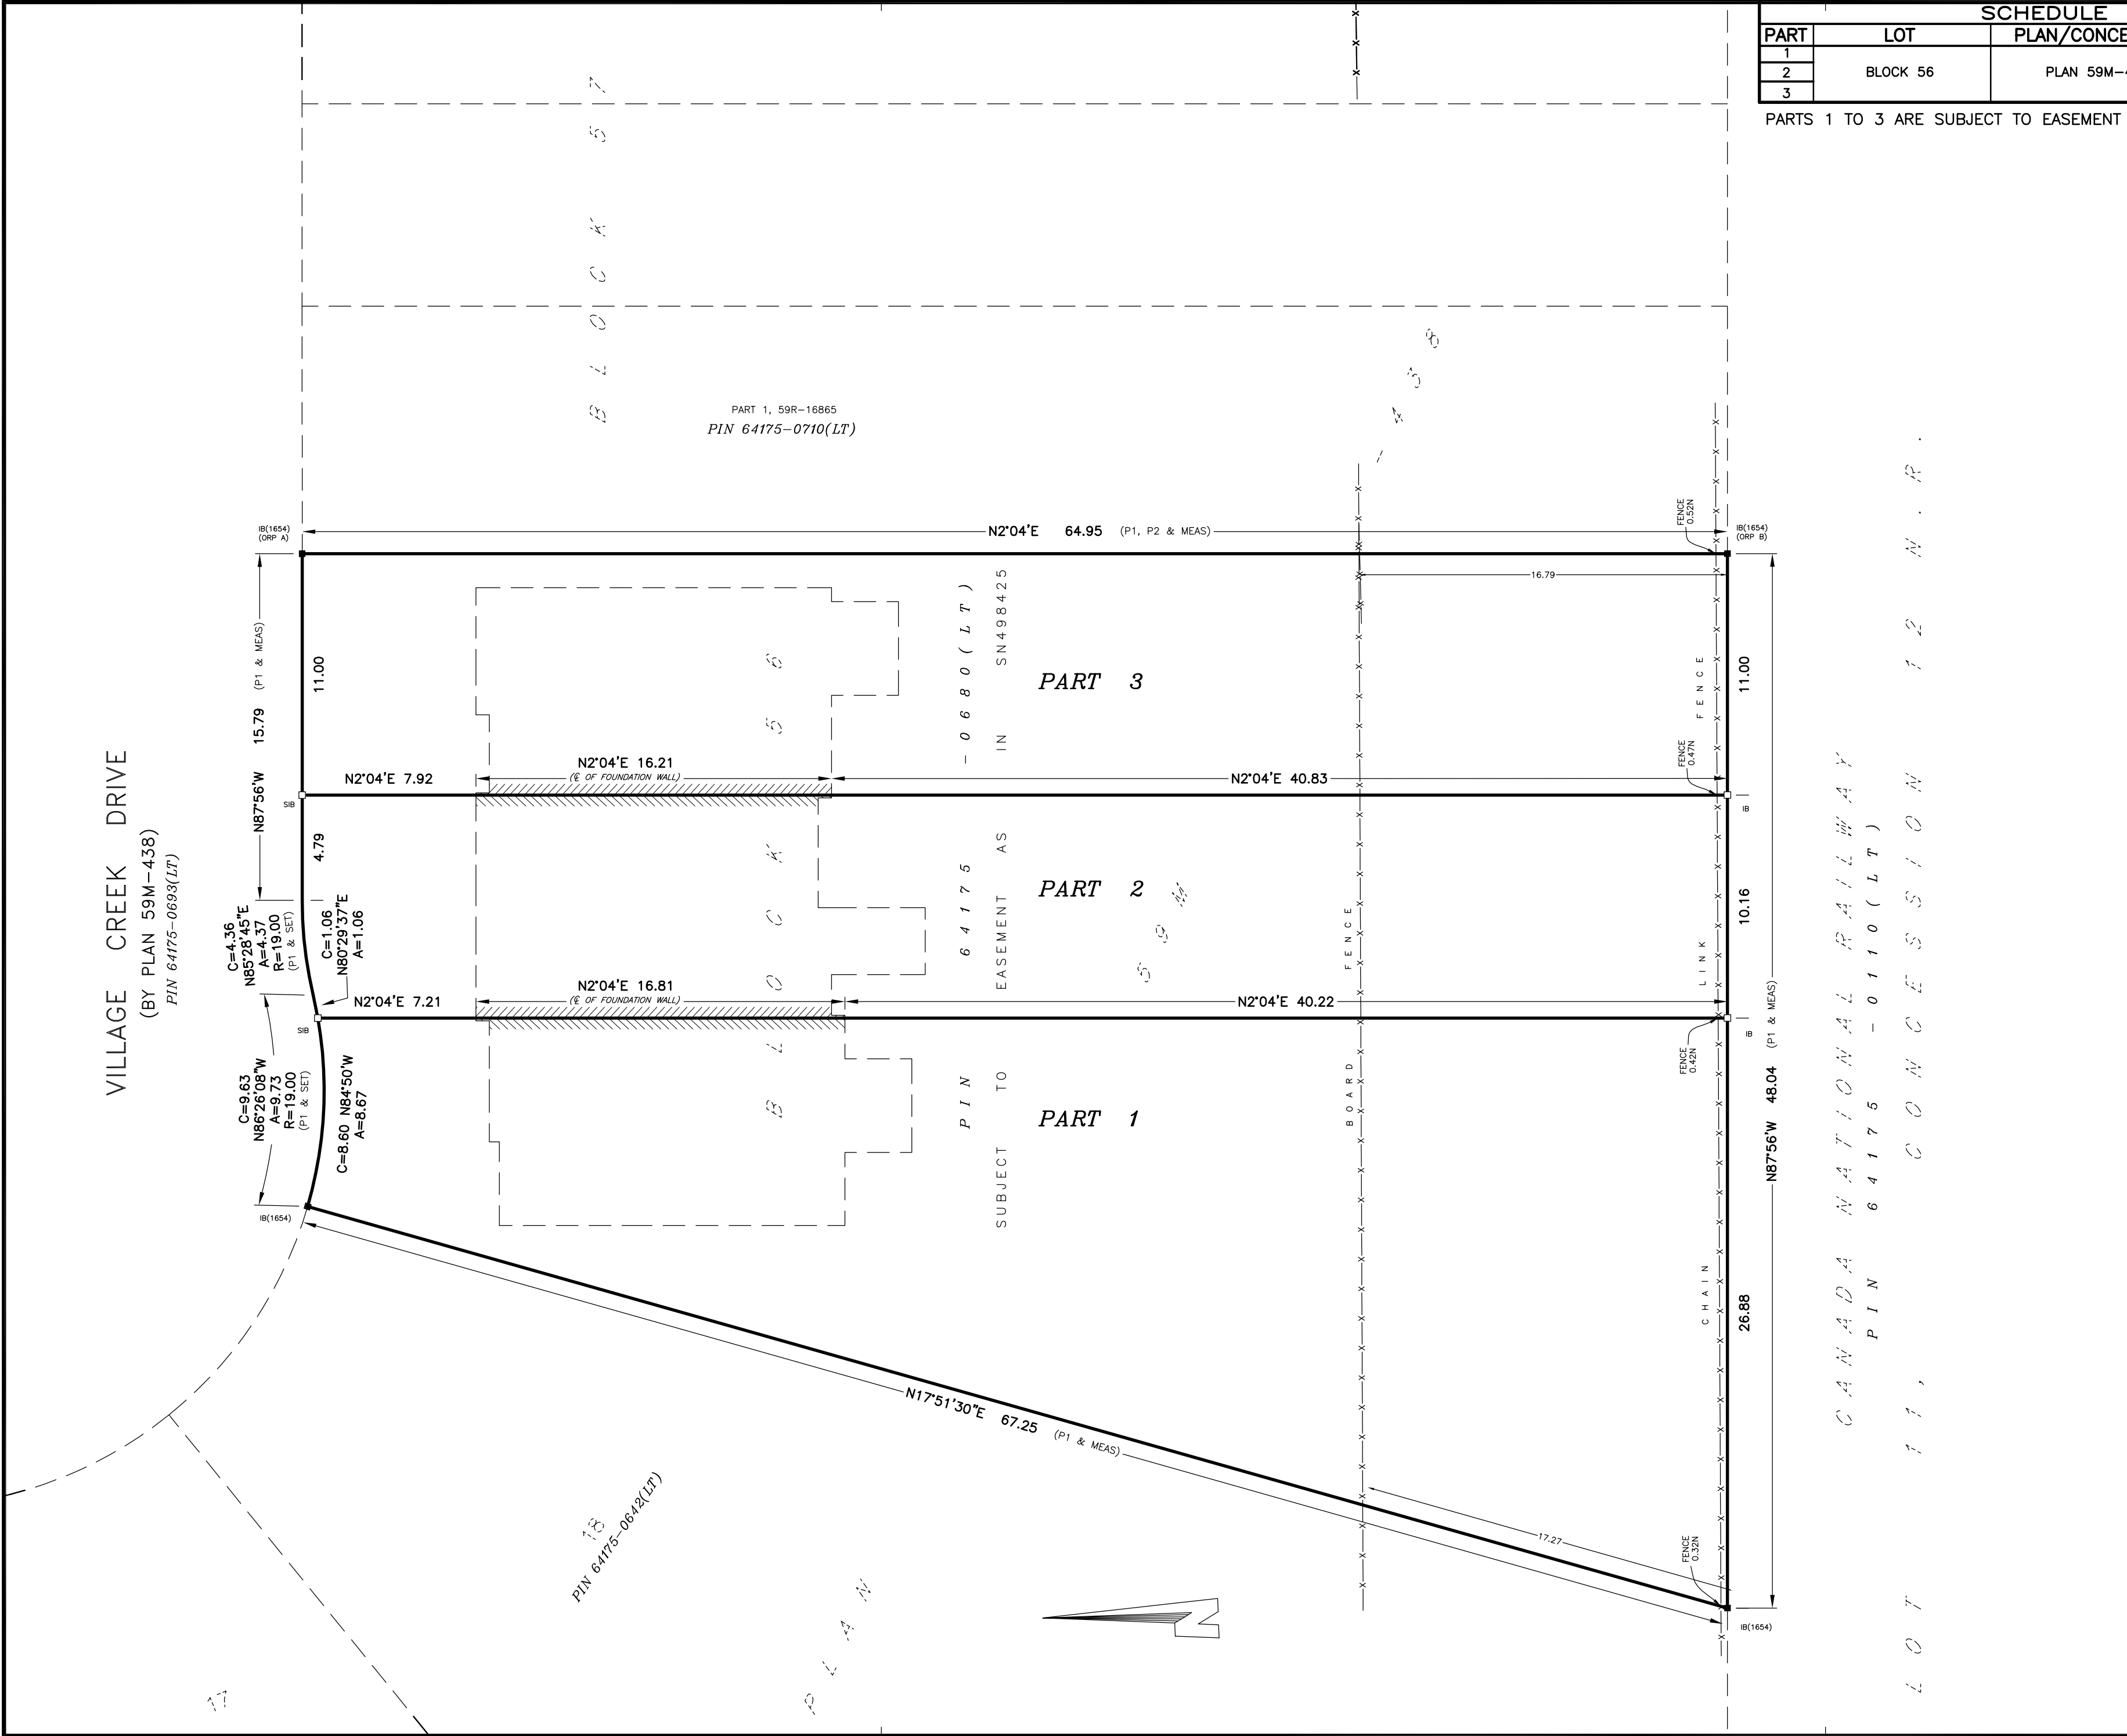 SCHEDULE
PART LOT PLAN/CONCE
1
2 BLOCK 56 PLAN 59M-4
3
PARTS 1 TO 3 ARE SUBJECT TO EASEMENT
BLOCK 57
PART 1, 59R-16865
PIN 64175-0710(LT)
PLAN 59M-438
IB(1654)
(ORP A)
N2°04'E 64.95 (P1, P2 & MEAS)
FENCE
0.52N
IB(1654)
(ORP B)
16.79
VILLAGE CREEK DRIVE
(BY PLAN 59M-438)
PIN 64175-0693(LT)
N87°56'W 15.79 (P1 & MEAS)
11.00
PART 3
11.00
N2°04'E 7.92
N2°04'E 16.21
(℄ OF FOUNDATION WALL)
N2°04'E 40.83
FENCE
0.47N
SIB
IB
4.79
BLOCK 56
PIN 64175-0680(LT)
SUBJECT TO EASEMENT AS IN SN498425
PART 2
10.16
BOARD FENCE
CHAIN LINK FENCE
C=4.36
N85°28'45"E
A=4.37
R=19.00
(P1 & SET)
C=1.06
N80°29'37"E
A=1.06
N2°04'E 7.21
N2°04'E 16.81
(℄ OF FOUNDATION WALL)
N2°04'E 40.22
FENCE
0.42N
SIB
IB
C=9.63
N86°26'08"W
A=9.73
R=19.00
(P1 & SET)
C=8.60 N84°50'W
A=8.67
PART 1
26.88
N87°56'W 48.04 (P1 & MEAS)
IB(1654)
N17°51'30"E 67.25 (P1 & MEAS)
17.27
FENCE
0.32N
IB(1654)
18
PIN 64175-0642(LT)
17
N
CANADA NATIONAL RAILWAY
PIN 64175-0110(LT)
LOT 11, CONCESSION 12 N.R.